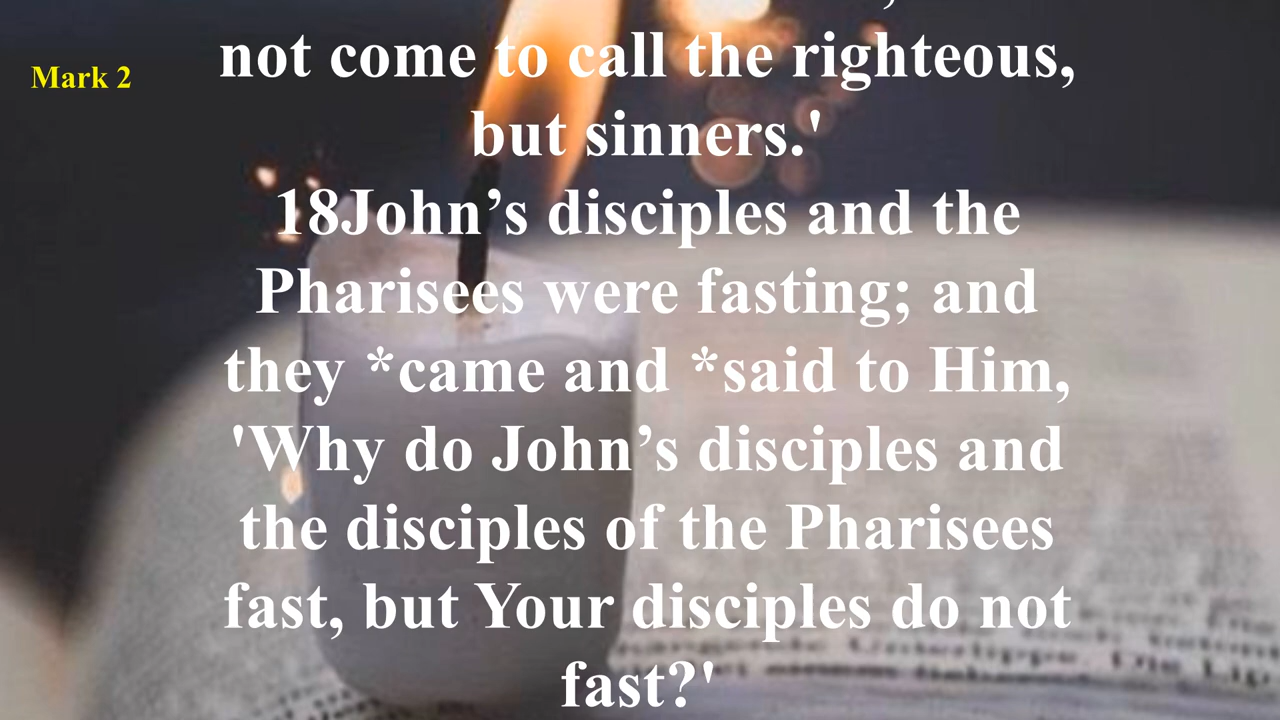 Mark 2
not come to call the righteous,
but sinners.'
18John’s disciples and the
Pharisees were fasting; and
they *came and *said to Him,
'Why do John’s disciples and
the disciples of the Pharisees
fast, but Your disciples do not
fast?'